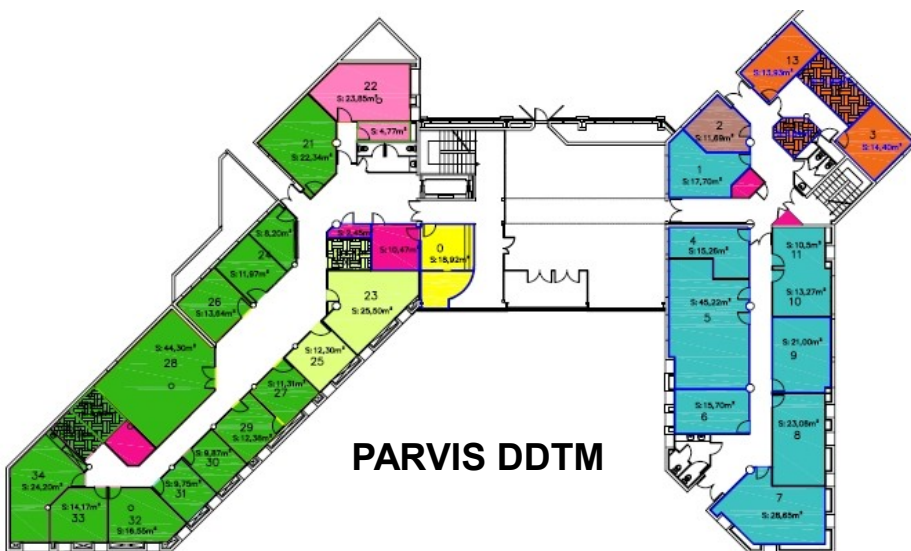 13
S: 13,93m²
22
S: 23,85m²
2
S: 11,69m²
S: 4,77m²
3
S: 14,40m²
21
S: 22,34m²
1
S: 17,70m²
S: 8,20m²
S: 10,47m²
0
S: 18,92m²
4
S: 15,26m²
S: 10,5m²
11
24
S: 11,97m²
S: 13,27m²
10
26
S: 13,64m²
23
S: 25,50m²
S: 45,22m²
5
S: 44,30m²
28
S: 12,30m²
25
S: 21,00m²
9
S: 11,31m²
27
S: 15,70m²
6
29
S: 12,38m²
S: 23,08m²
8
S: 9,87m²
30
PARVIS DDTM
34
S: 24,20m²
S: 9,75m²
31
S: 14,17m²
33
32
S: 16,55m²
7
S: 26,65m²